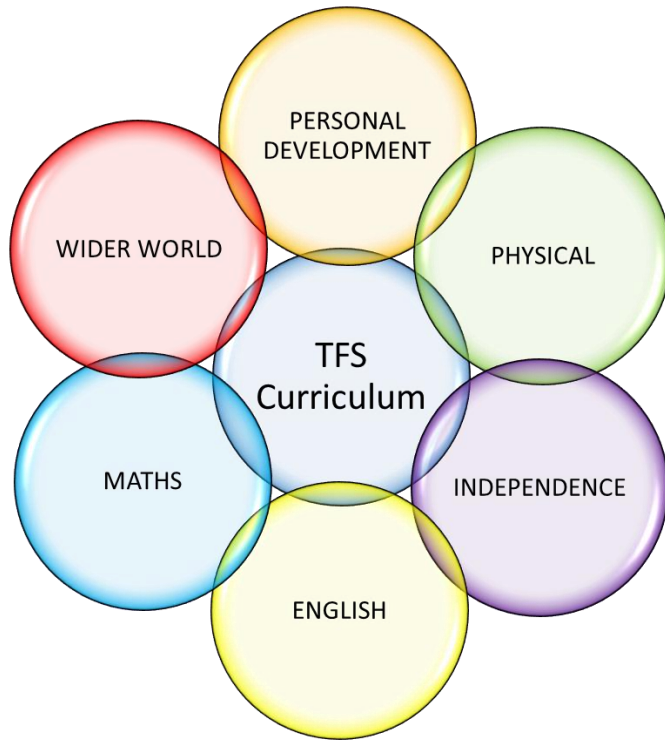 PERSONAL
DEVELOPMENT
WIDER WORLD
PHYSICAL
TFS
Curriculum
MATHS
INDEPENDENCE
ENGLISH